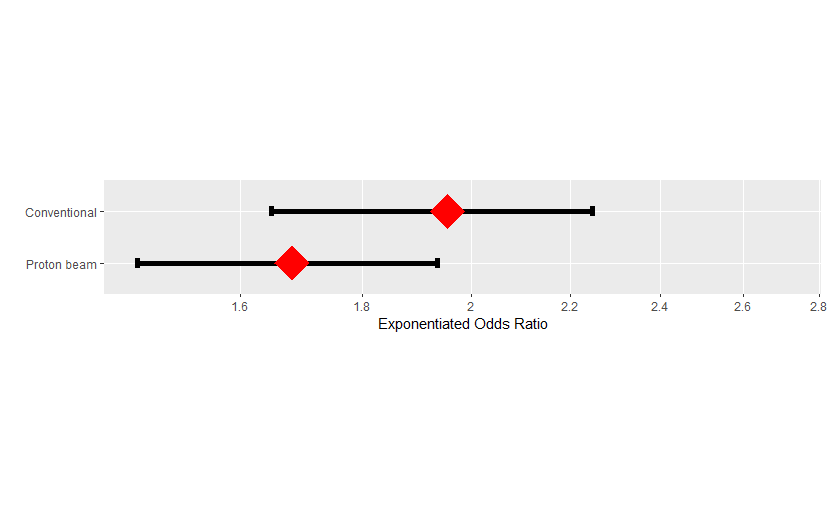 Conventional
Proton beam
1.6 1.8 2 2.2 2.4 2.6 2.8
Exponentiated Odds Ratio